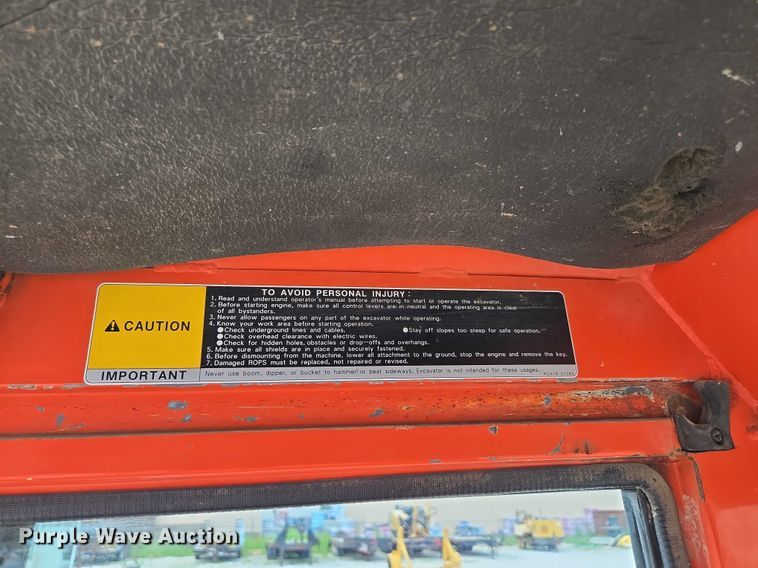 TO AVOID PERSONAL INJURY :
1. Read and understand operator's manual before attempting to start or operate the excavator.
2. Before starting engine, make sure all control levers are in neutral and the operating area is clear
of all bystanders.
3. Never allow passengers on any part of the excavator while operating.
4. Know your work area before starting operation.
●Check underground lines and cables. ●Stay off slopes too steep for safe operation.
●Check overhead clearance with electric wires.
●Check for hidden holes, obstacles or drop-offs and overhangs.
5. Make sure all shields are in place and securely fastened.
6. Before dismounting from the machine, lower all attachment to the ground, stop the engine and remove the key.
7. Damaged ROPS must be replaced, not repaired or revised.
CAUTION
IMPORTANT
Never use boom, dipper, or bucket to hammer or beat sideways. Excavator is not intended for these usages.
Purple Wave Auction